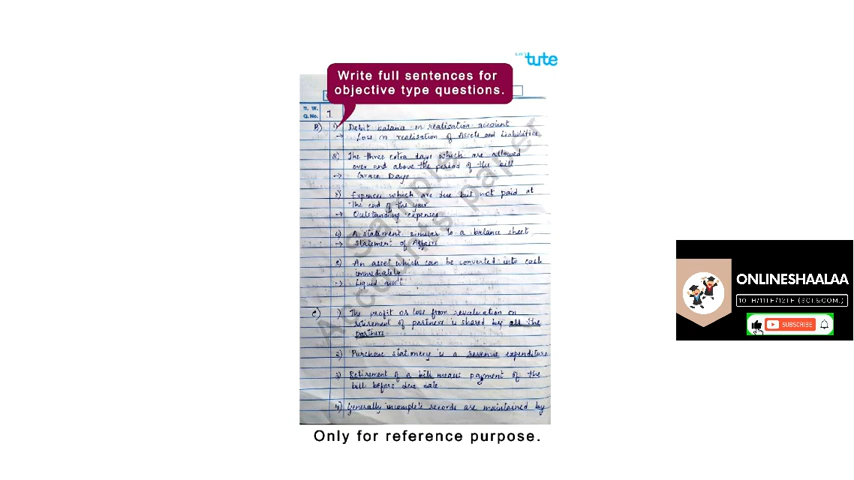 tute
Write full sentences for
objective type questions.
Q.No.
1
B) 1) Debit balance in realisation account
→ Loss in realisation of Assets and liabilities
2) The three extra days which are allowed
over and above the period of the bill
→ Grace Days
3) Expenses which are due but not paid at
the end of the year
→ Outstanding expenses
4) A statement similar to a balance sheet
→ Statement of Affairs
5) An asset which can be converted into cash
immediately
→ Liquid asset
C) 1) The profit or loss from revaluation on
retirement of partner is shared by all the
partners
2) Purchase stationery is a revenue expenditure
3) Retirement of a bill means payment of the
bill before due date
4) Generally incomplete records are maintained by
Sample
Accounts paper
Only for reference purpose.
ONLINESHAALAA
SUBSCRIBE